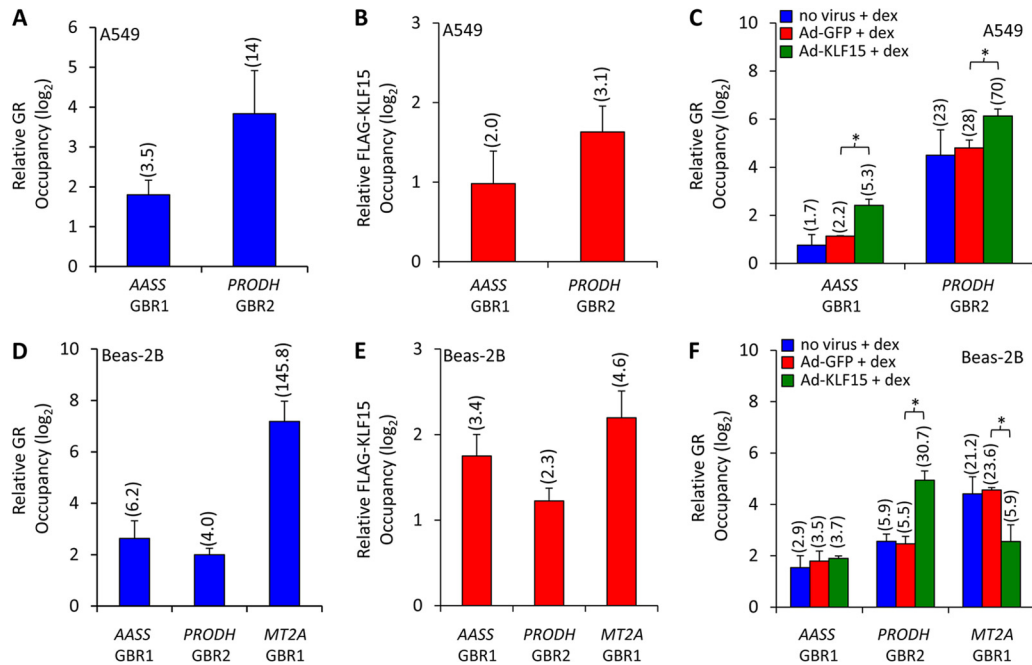 A
A549
Relative GR
Occupancy (log2)
6
5
4
3
2
1
0
(3.5)
(14)
AASS
GBR1
PRODH
GBR2
B
A549
Relative FLAG-KLF15
Occupancy (log2)
3
2
1
0
(2.0)
(3.1)
AASS
GBR1
PRODH
GBR2
C
no virus + dex
Ad-GFP + dex
Ad-KLF15 + dex
A549
Relative GR
Occupancy (log2)
10
8
6
4
2
0
(1.7)
(2.2)
*
(5.3)
(23)
(28)
*
(70)
AASS
GBR1
PRODH
GBR2
D
Beas-2B
Relative GR
Occupancy (log2)
10
8
6
4
2
0
(6.2)
(4.0)
(145.8)
AASS
GBR1
PRODH
GBR2
MT2A
GBR1
E
Beas-2B
Relative FLAG-KLF15
Occupancy (log2)
3
2
1
0
(3.4)
(2.3)
(4.6)
AASS
GBR1
PRODH
GBR2
MT2A
GBR1
F
no virus + dex
Ad-GFP + dex
Ad-KLF15 + dex
Beas-2B
Relative GR
Occupancy (log2)
10
8
6
4
2
0
(2.9)
(3.5)
(3.7)
(5.9)
(5.5)
*
(30.7)
(21.2)
(23.6)
*
(5.9)
AASS
GBR1
PRODH
GBR2
MT2A
GBR1